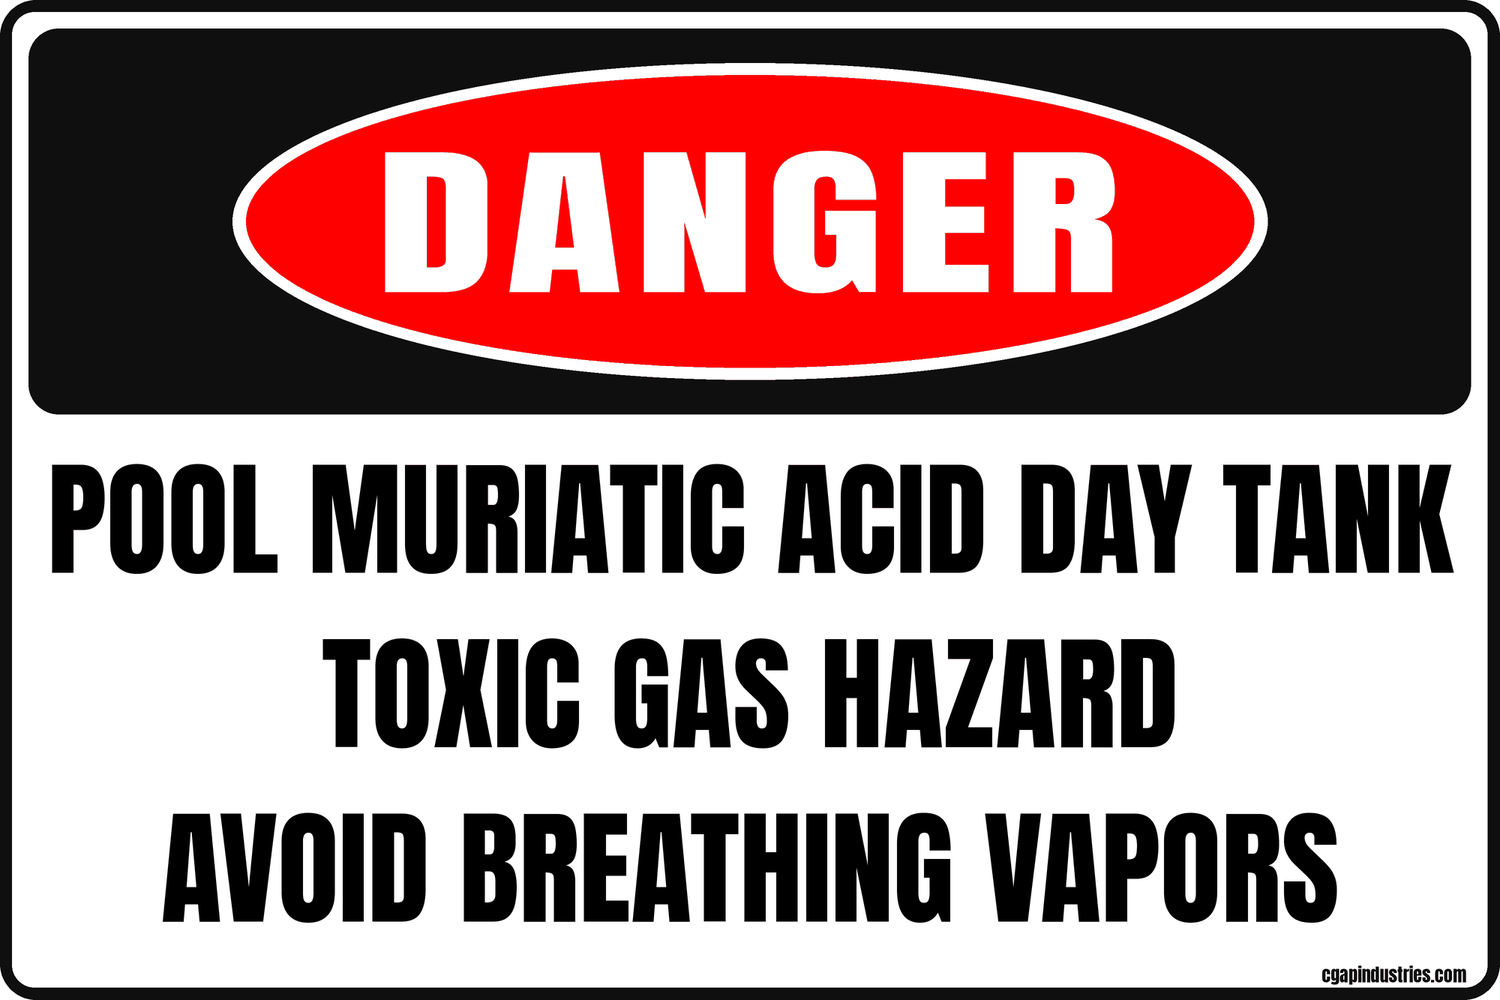 DANGER
POOL MURIATIC ACID DAY TANK
TOXIC GAS HAZARD
AVOID BREATHING VAPORS
cgapindustries.com